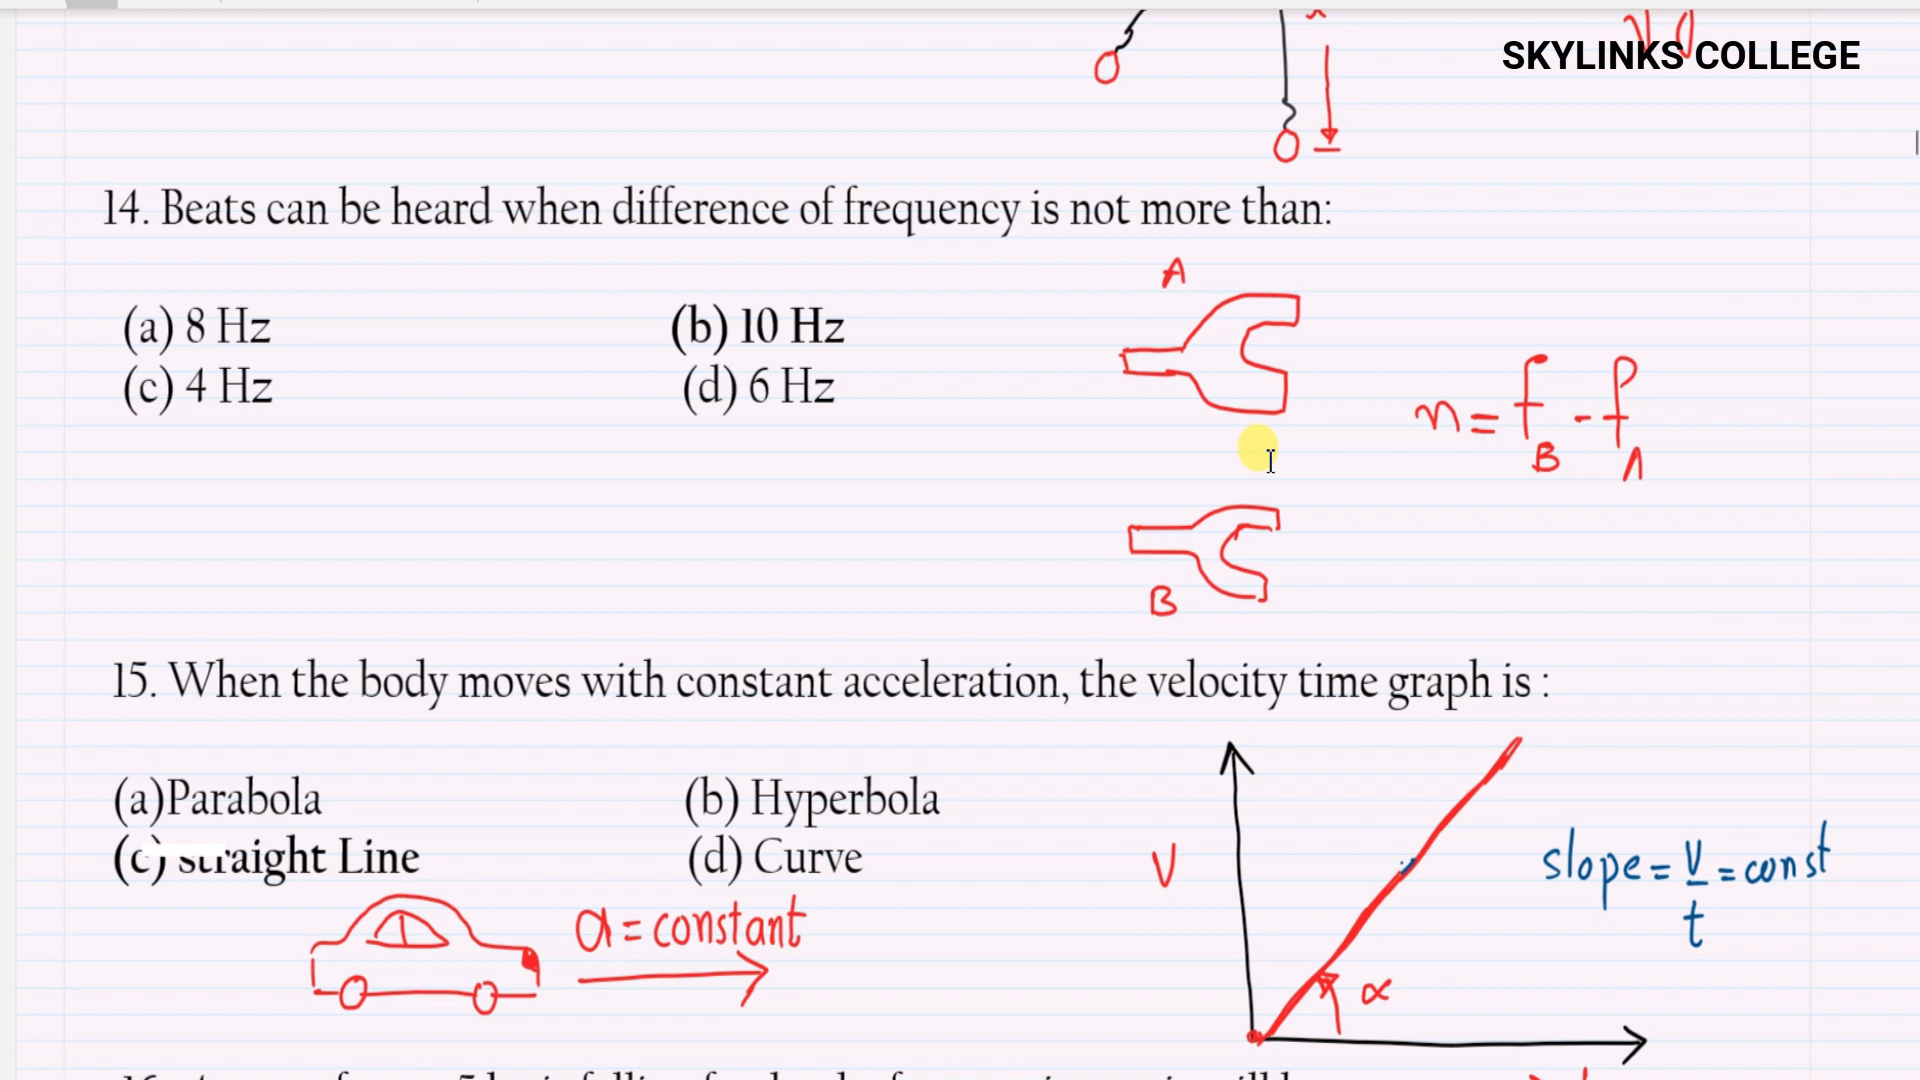 SKYLINKS COLLEGE
14. Beats can be heard when difference of frequency is not more than:
A
(a) 8 Hz (b) 10 Hz
(c) 4 Hz (d) 6 Hz
n = f_B - f_A
B
15. When the body moves with constant acceleration, the velocity time graph is :
(a)Parabola (b) Hyperbola
(c) straight Line (d) Curve
V
slope = V/t = const
a = constant
α